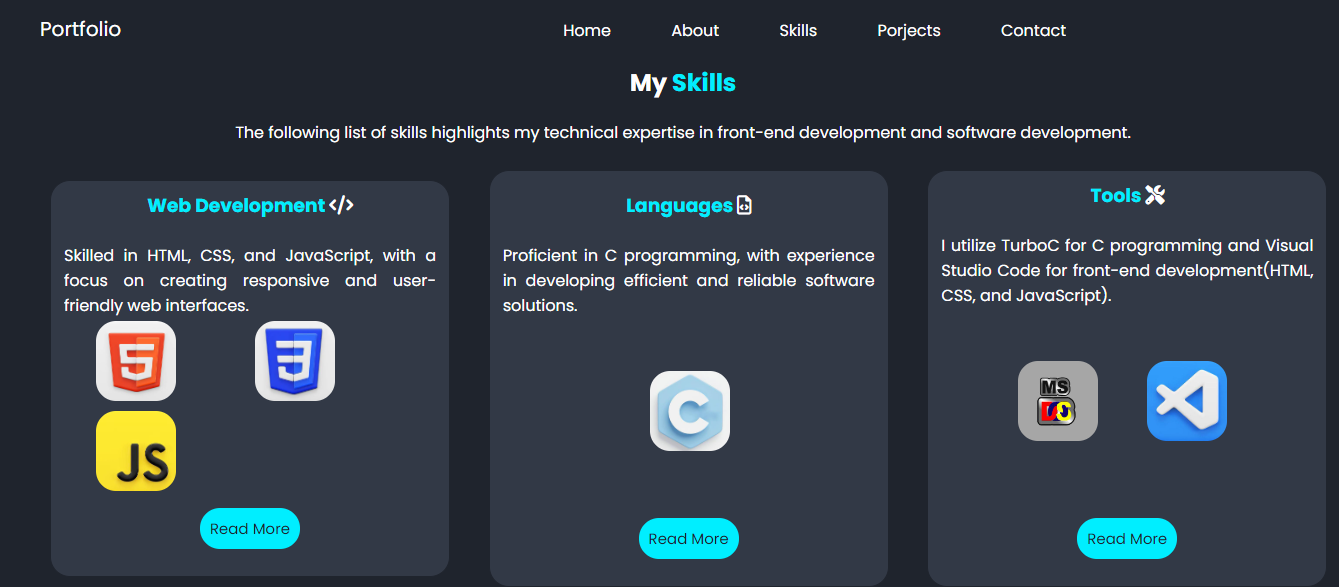 Portfolio Home About Skills Porjects Contact
My Skills
The following list of skills highlights my technical expertise in front-end development and software development.
Web Development </>
Skilled in HTML, CSS, and JavaScript, with a
focus on creating responsive and user-
friendly web interfaces.
5 3
JS
Read More
Languages
Proficient in C programming, with experience
in developing efficient and reliable software
solutions.
C
Read More
Tools
I utilize TurboC for C programming and Visual
Studio Code for front-end development(HTML,
CSS, and JavaScript).
MS
DOS
Read More